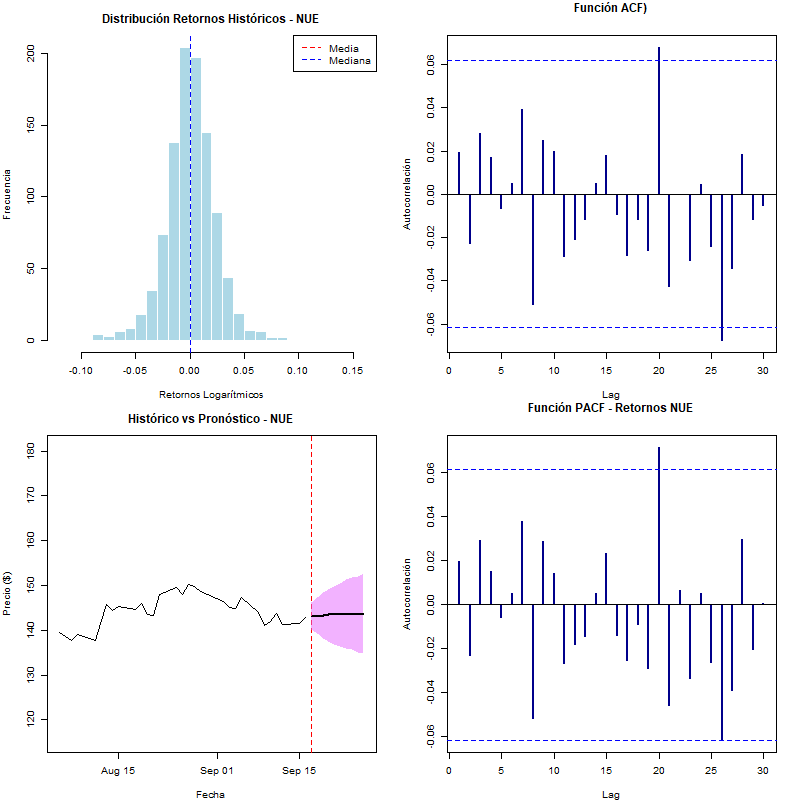 Distribución Retornos Históricos - NUE
Media
Mediana
Frecuencia
200
150
100
50
0
-0.10 -0.05 0.00 0.05 0.10 0.15
Retornos Logarítmicos
Función ACF)
Autocorrelación
0.06
0.04
0.02
0.00
-0.02
-0.04
-0.06
0 5 10 15 20 25 30
Lag
Histórico vs Pronóstico - NUE
Precio ($)
180
170
160
150
140
130
120
Aug 15 Sep 01 Sep 15
Fecha
Función PACF - Retornos NUE
Autocorrelación
0.06
0.04
0.02
0.00
-0.02
-0.04
-0.06
0 5 10 15 20 25 30
Lag